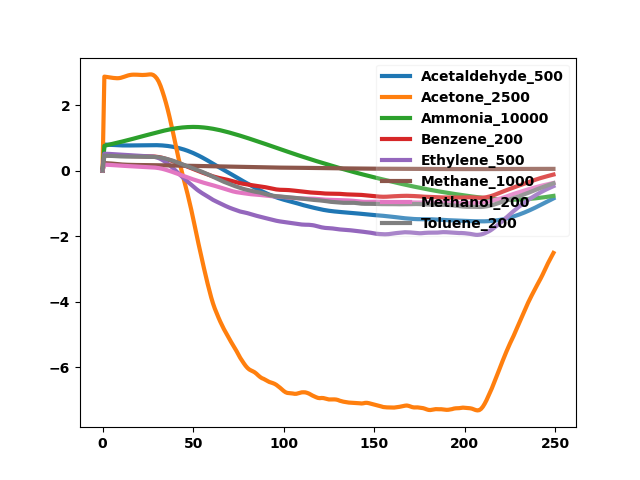 Acetaldehyde_500
Acetone_2500
Ammonia_10000
Benzene_200
Ethylene_500
Methane_1000
Methanol_200
Toluene_200
2
0
−2
−4
−6
0 50 100 150 200 250